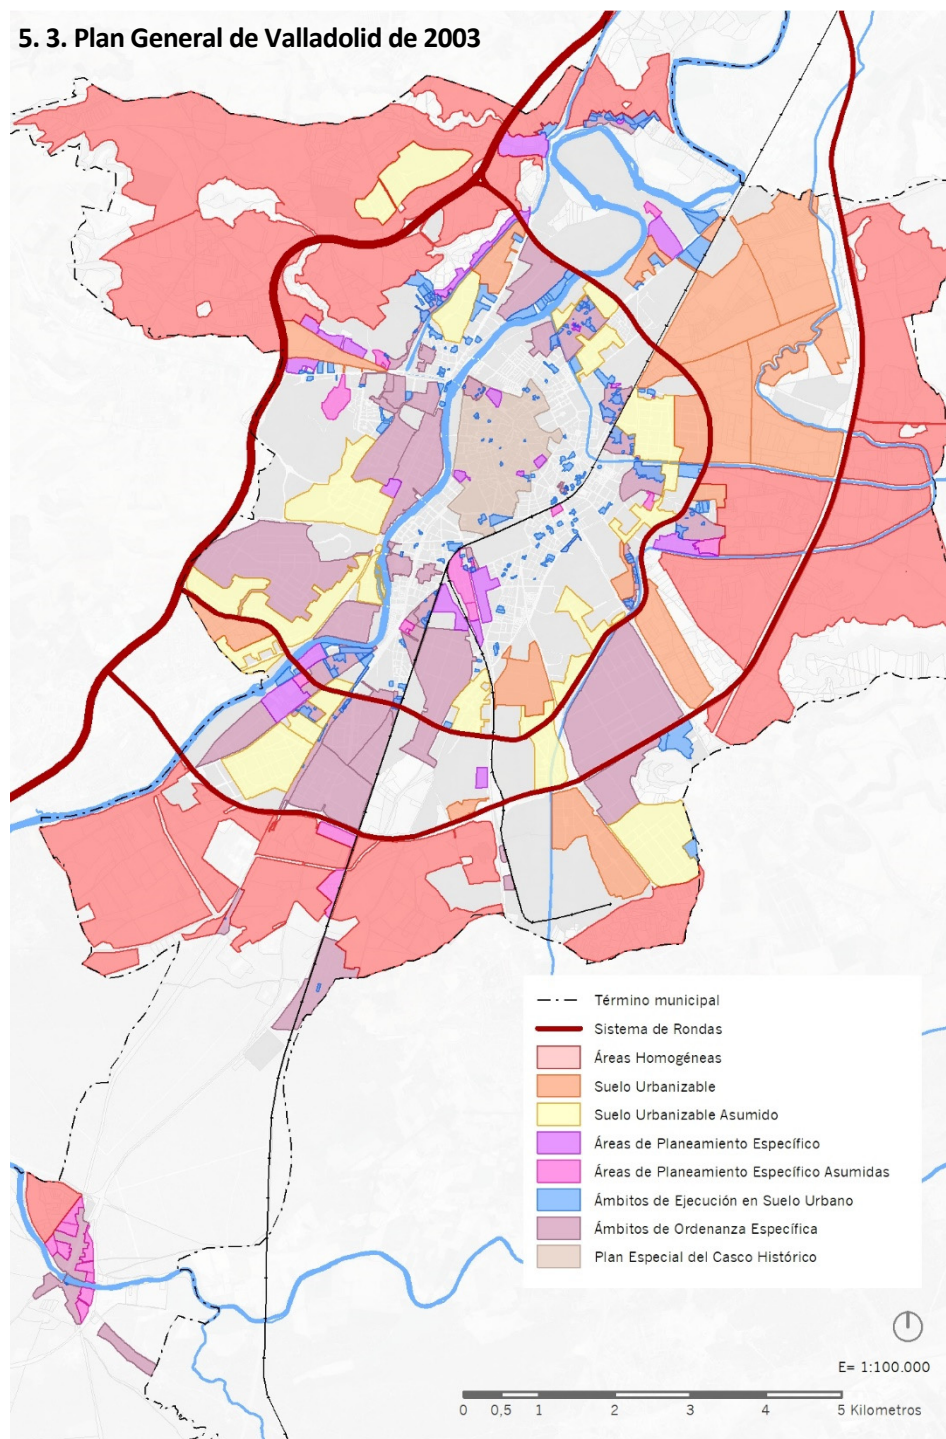 5. 3. Plan General de Valladolid de 2003
Término municipal
Sistema de Rondas
Áreas Homogéneas
Suelo Urbanizable
Suelo Urbanizable Asumido
Áreas de Planeamiento Específico
Áreas de Planeamiento Específico Asumidas
Ámbitos de Ejecución en Suelo Urbano
Ámbitos de Ordenanza Específica
Plan Especial del Casco Histórico
E= 1:100.000
0 0,5 1 2 3 4 5 Kilometros